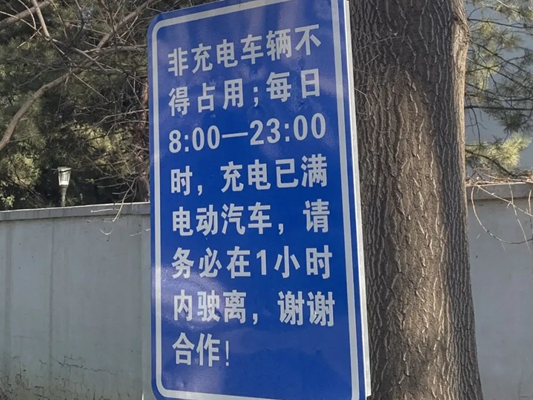 非充电车辆不
得占用；每日
8:00—23:00
时，充电已满
电动汽车，请
务必在1小时
内驶离，谢谢
合作！